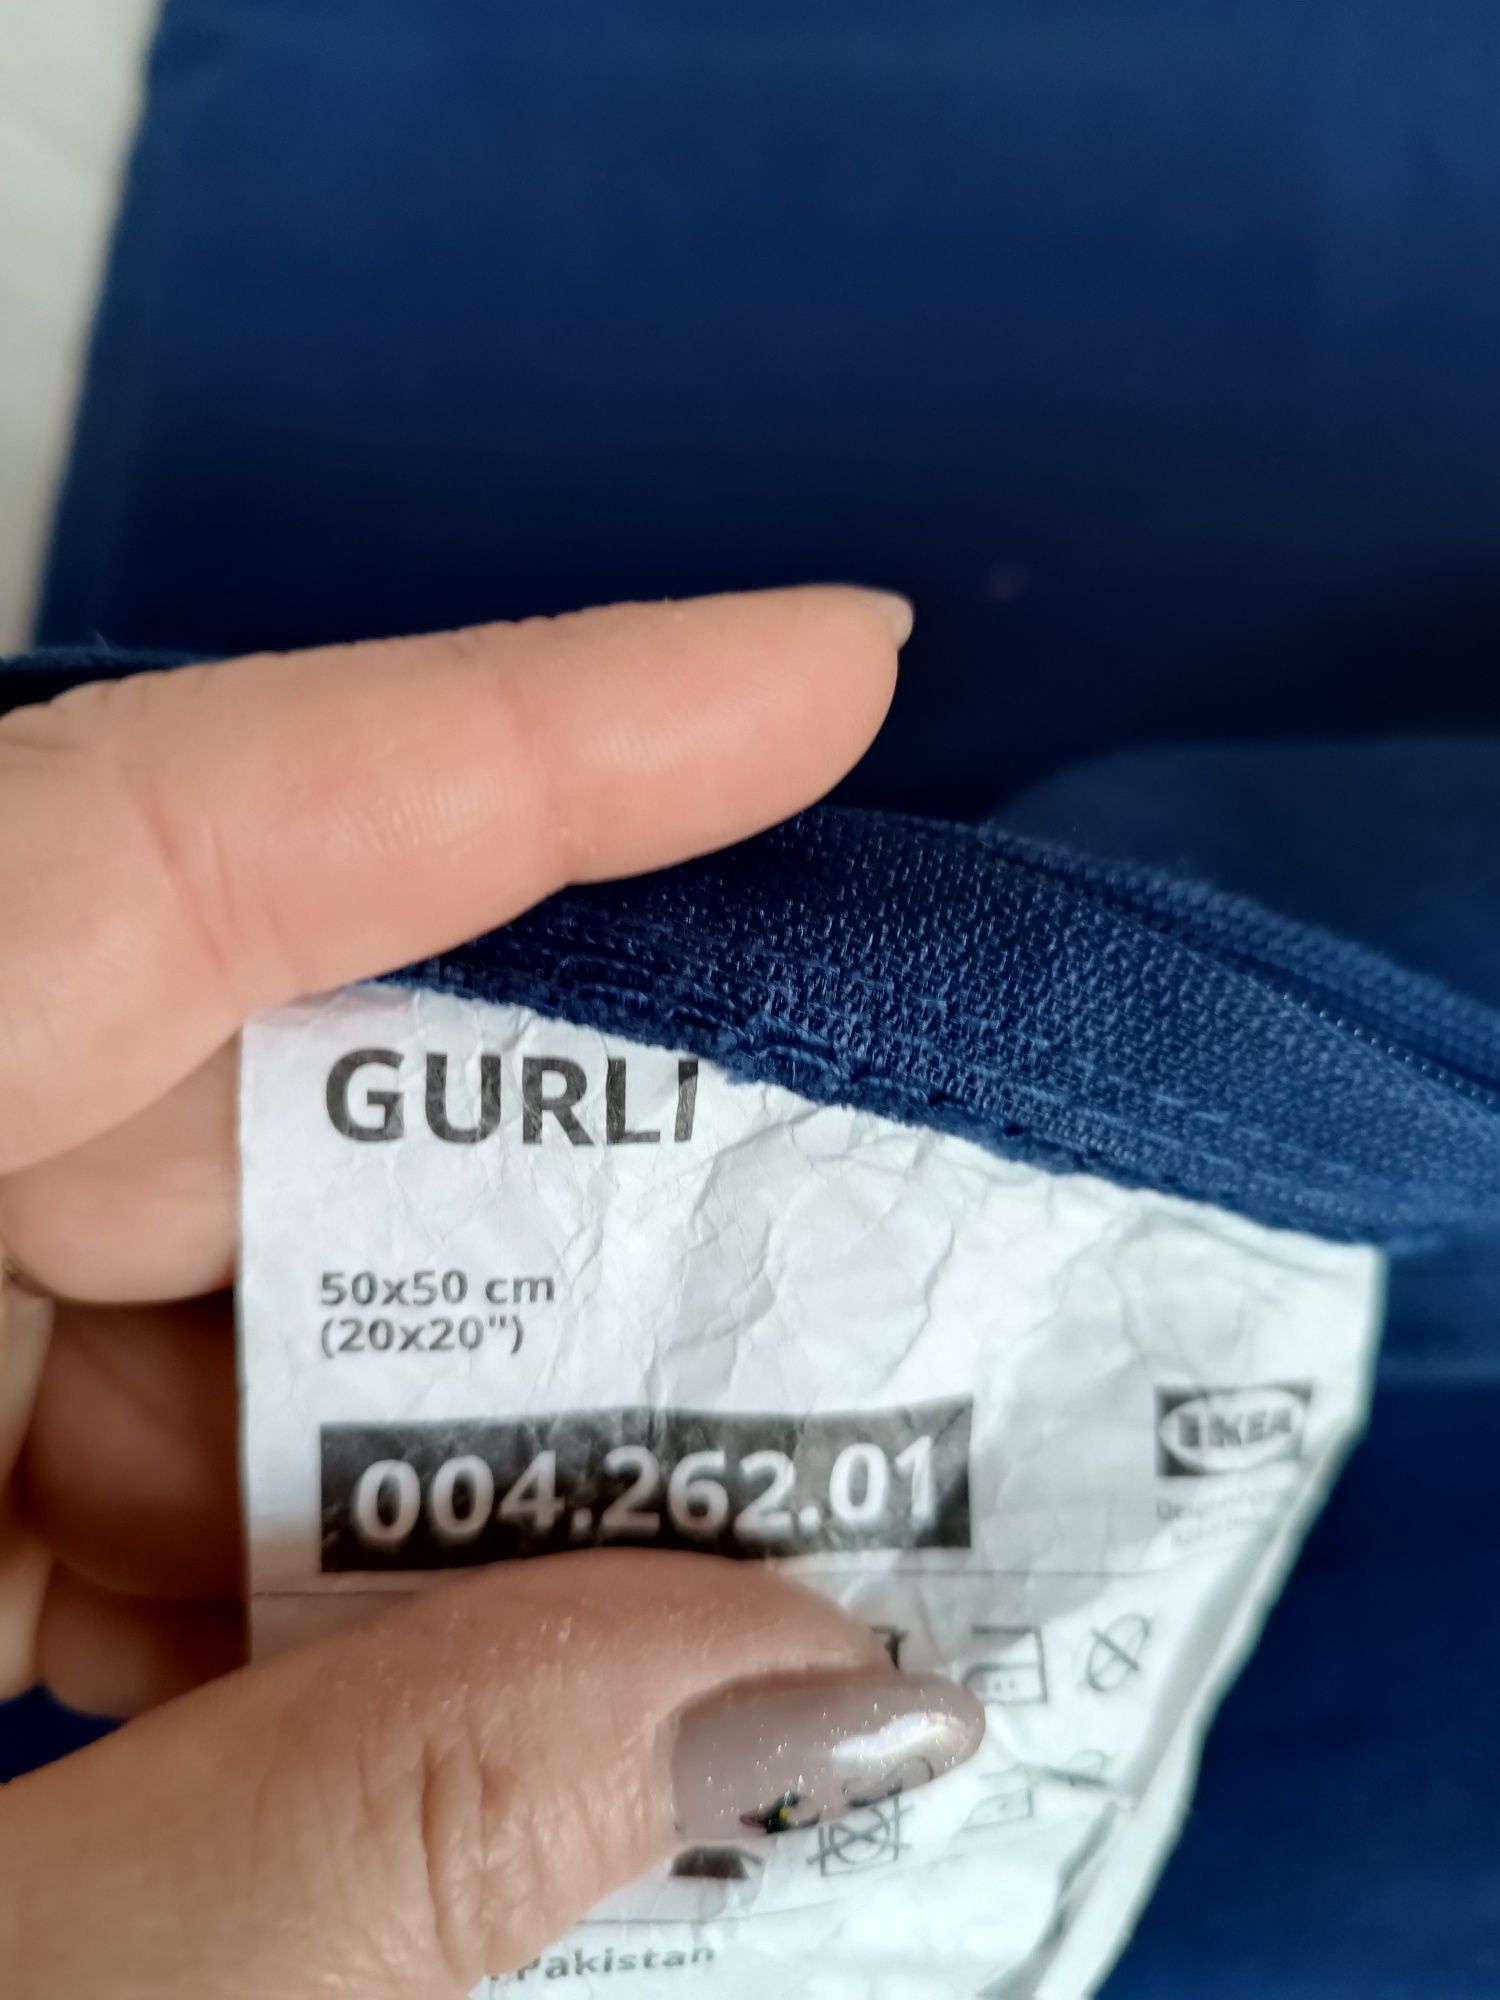 GURLI
50x50 cm
(20x20")
004.262.01
IKEA
Pakistan